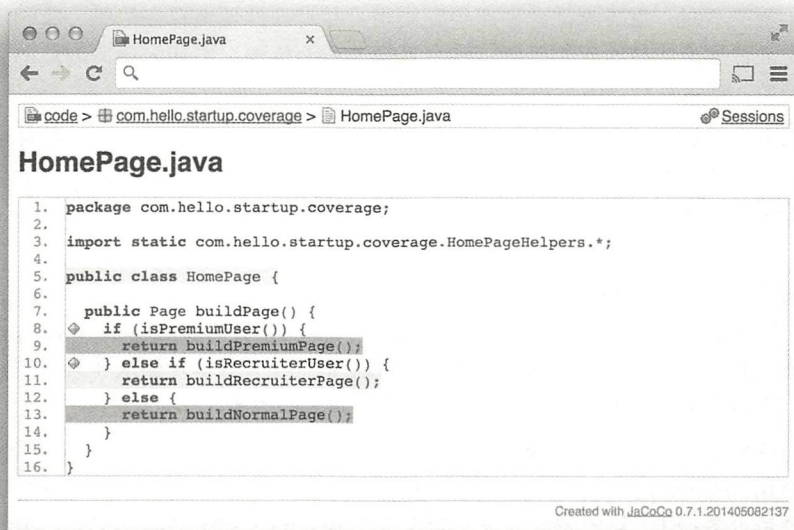 HomePage.java
code > com.hello.startup.coverage > HomePage.java
Sessions
HomePage.java
1. package com.hello.startup.coverage;
2.
3. import static com.hello.startup.coverage.HomePageHelpers.*;
4.
5. public class HomePage {
6.
7. public Page buildPage() {
8. if (isPremiumUser()) {
9. return buildPremiumPage();
10. } else if (isRecruiterUser()) {
11. return buildRecruiterPage();
12. } else {
13. return buildNormalPage();
14. }
15. }
16. }
Created with JaCoCo 0.7.1.201405082137